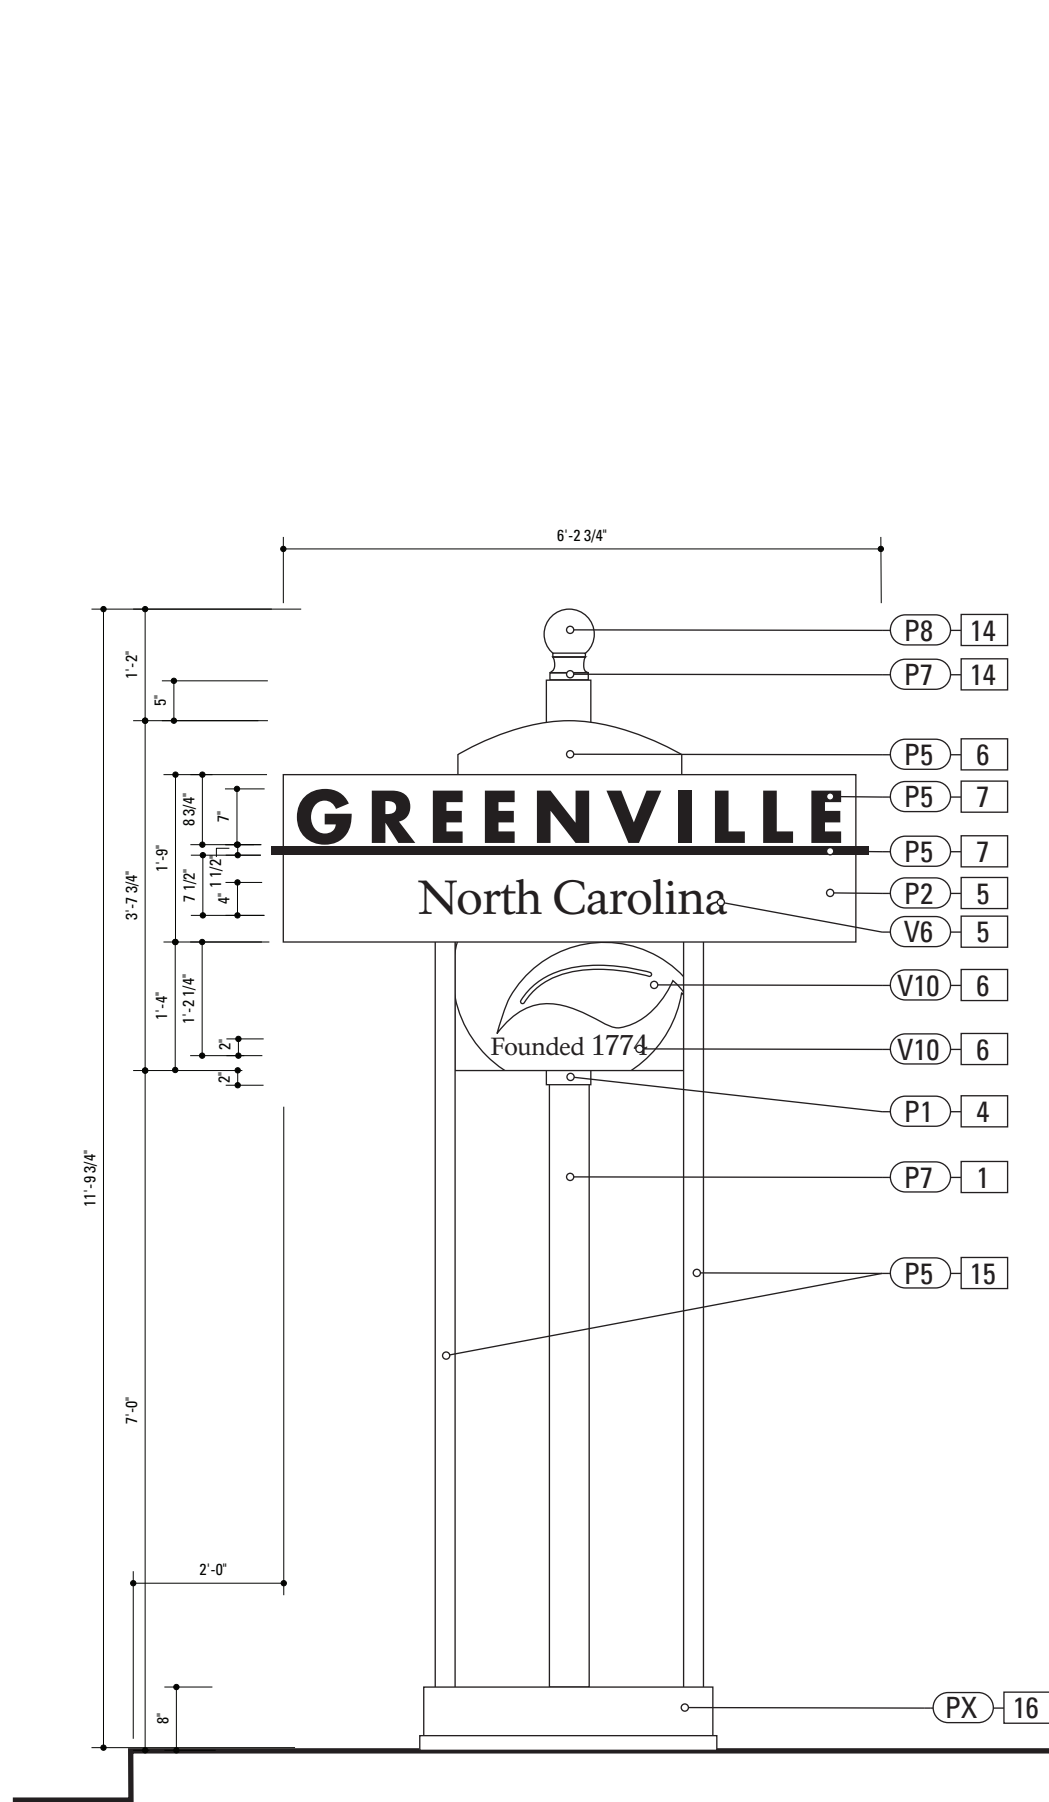 6'-2 3/4"
P8 14
1'-2"
P7 14
5"
P5 6
8 3/4"
7"
GREENVILLE
P5 7
1'-9"
1 1/2"
P5 7
3'-7 3/4"
7 1/2"
4"
North Carolina
P2 5
V6 5
1'-4"
1'-2 1/4"
V10 6
2"
Founded 1774
V10 6
2"
P1 4
11'-9 3/4"
P7 1
P5 15
7'-0"
2'-0"
8"
PX 16